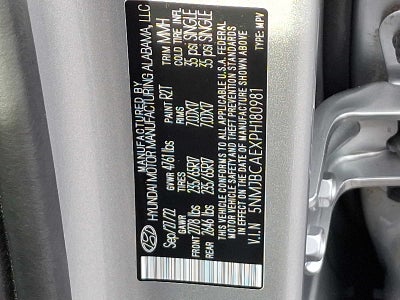 MANUFACTURED BY
HYUNDAI MOTOR MANUFACTURING ALABAMA, LLC
Sep/07/22 GVWR 4761 lbs PAINT R2T TRIM MMH
GAWR TIRES RIMS COLD TIRE INFL
FRONT 2778 lbs 235/65R17 7.0JX17 35 psi SINGLE
REAR 2646 lbs 235/65R17 7.0JX17 35 psi SINGLE
THIS VEHICLE CONFORMS TO ALL APPLICABLE U.S.A FEDERAL
MOTOR VEHICLE SAFETY AND THEFT PREVENTION STANDARDS
IN EFFECT ON THE DATE OF MANUFACTURE SHOWN ABOVE
V.I.N 5NMJBCAEXPH180981 TYPE: MPV